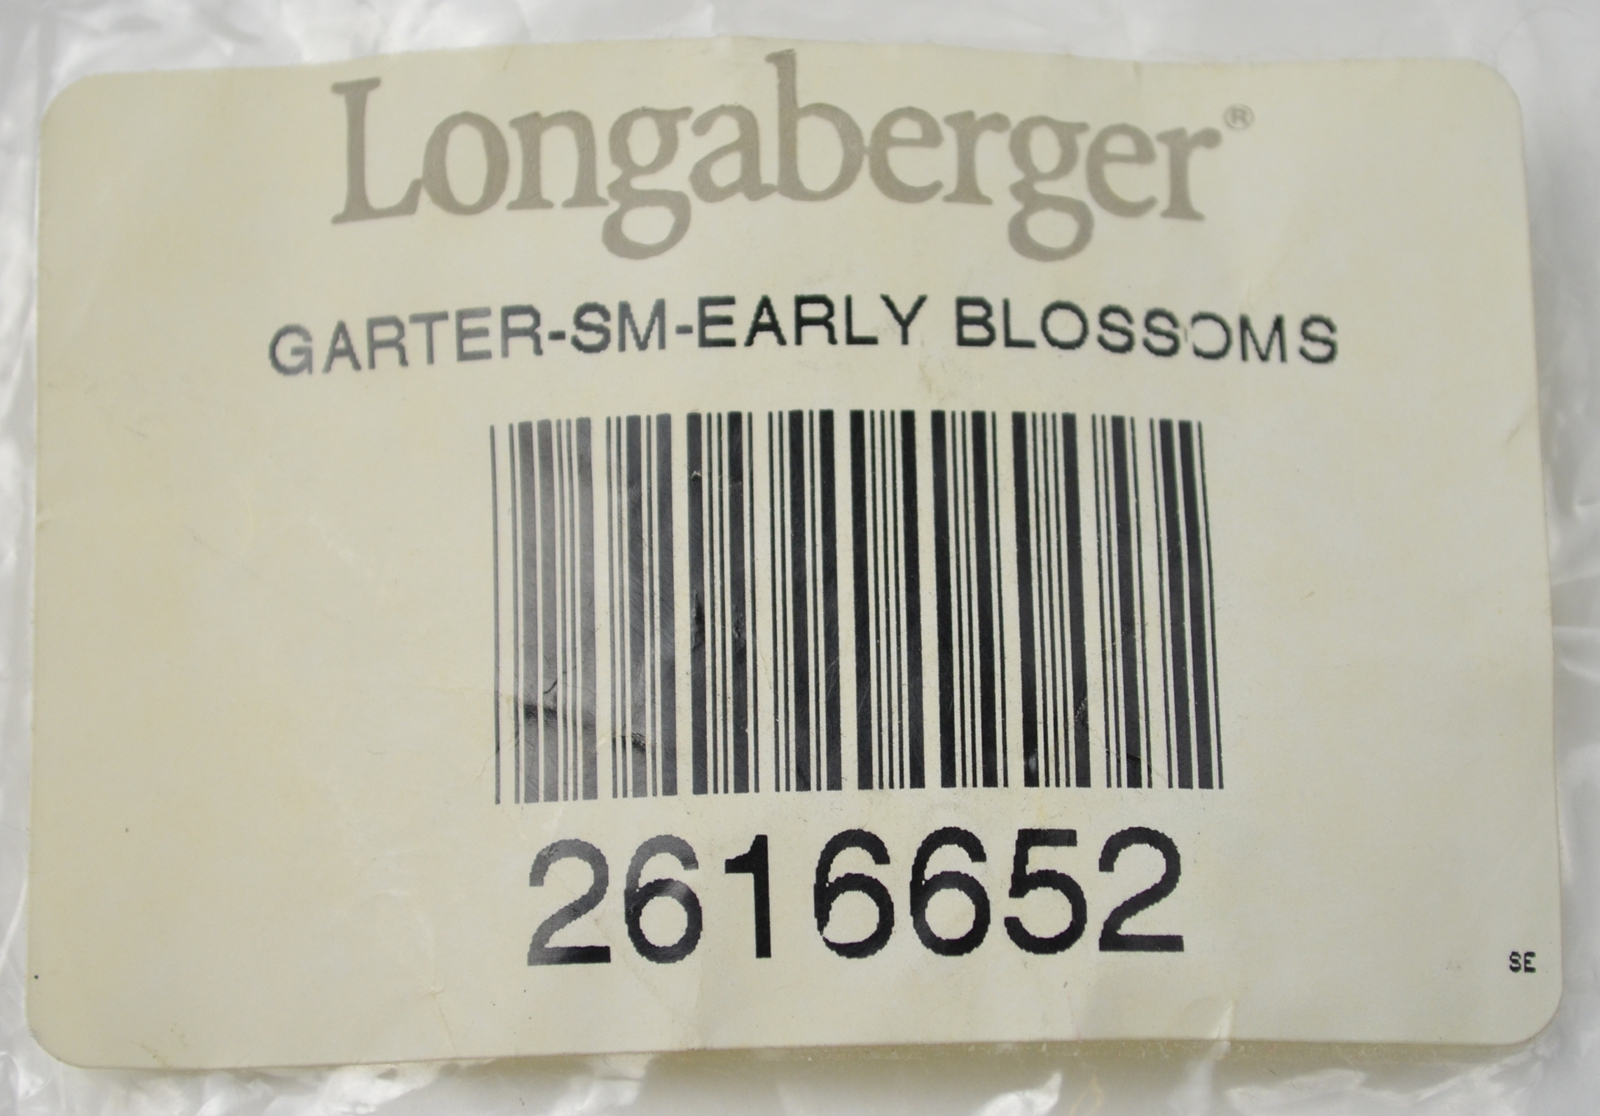 Longaberger®
GARTER-SM-EARLY BLOSSOMS
2616652
SE